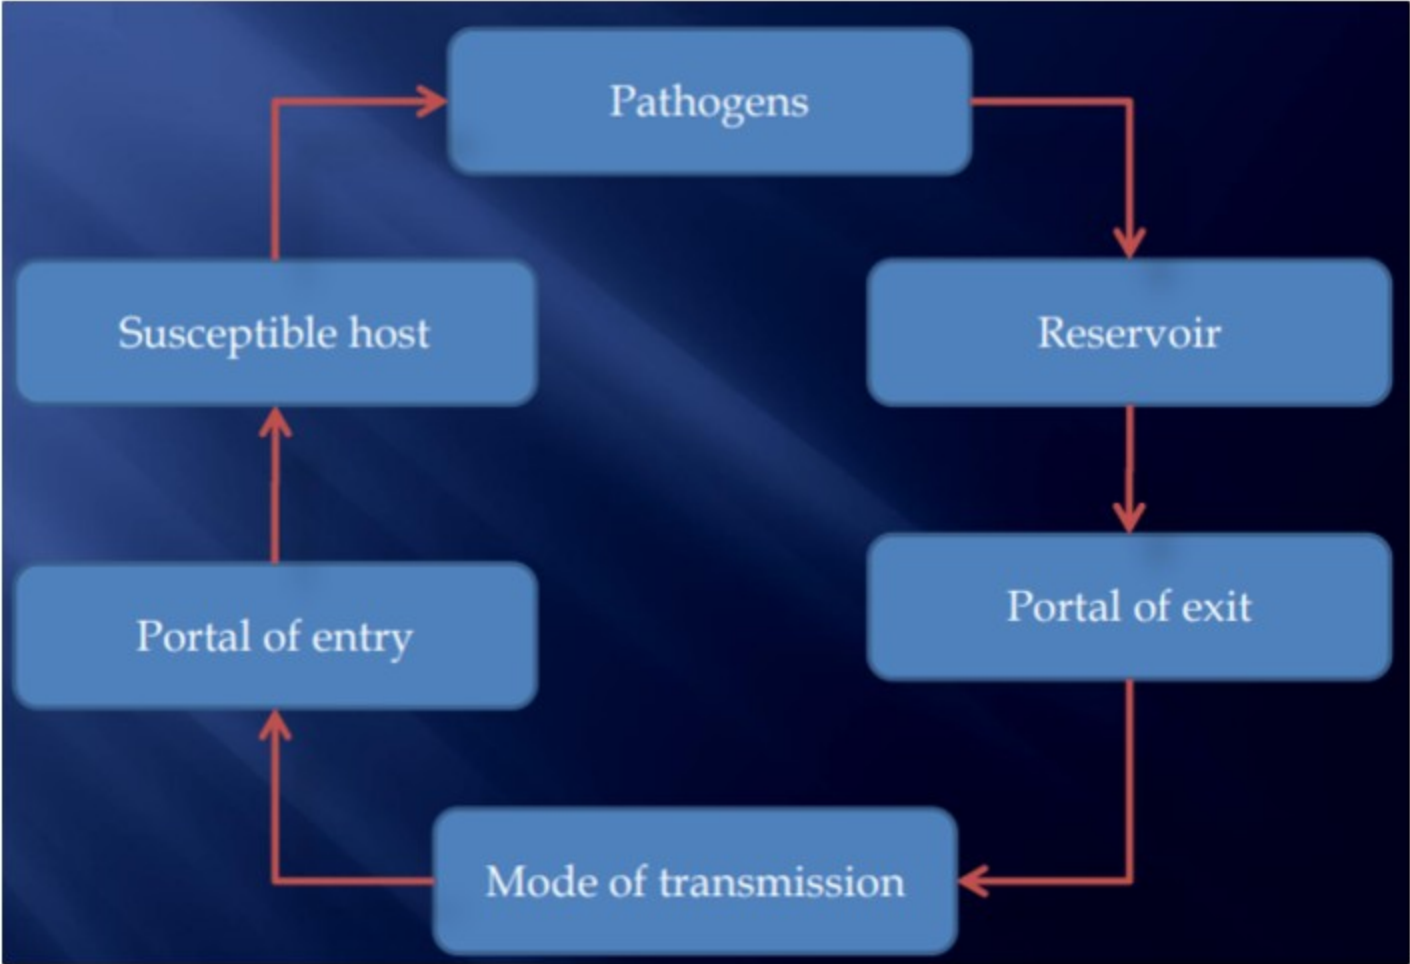 Pathogens
Reservoir
Portal of exit
Mode of transmission
Portal of entry
Susceptible host